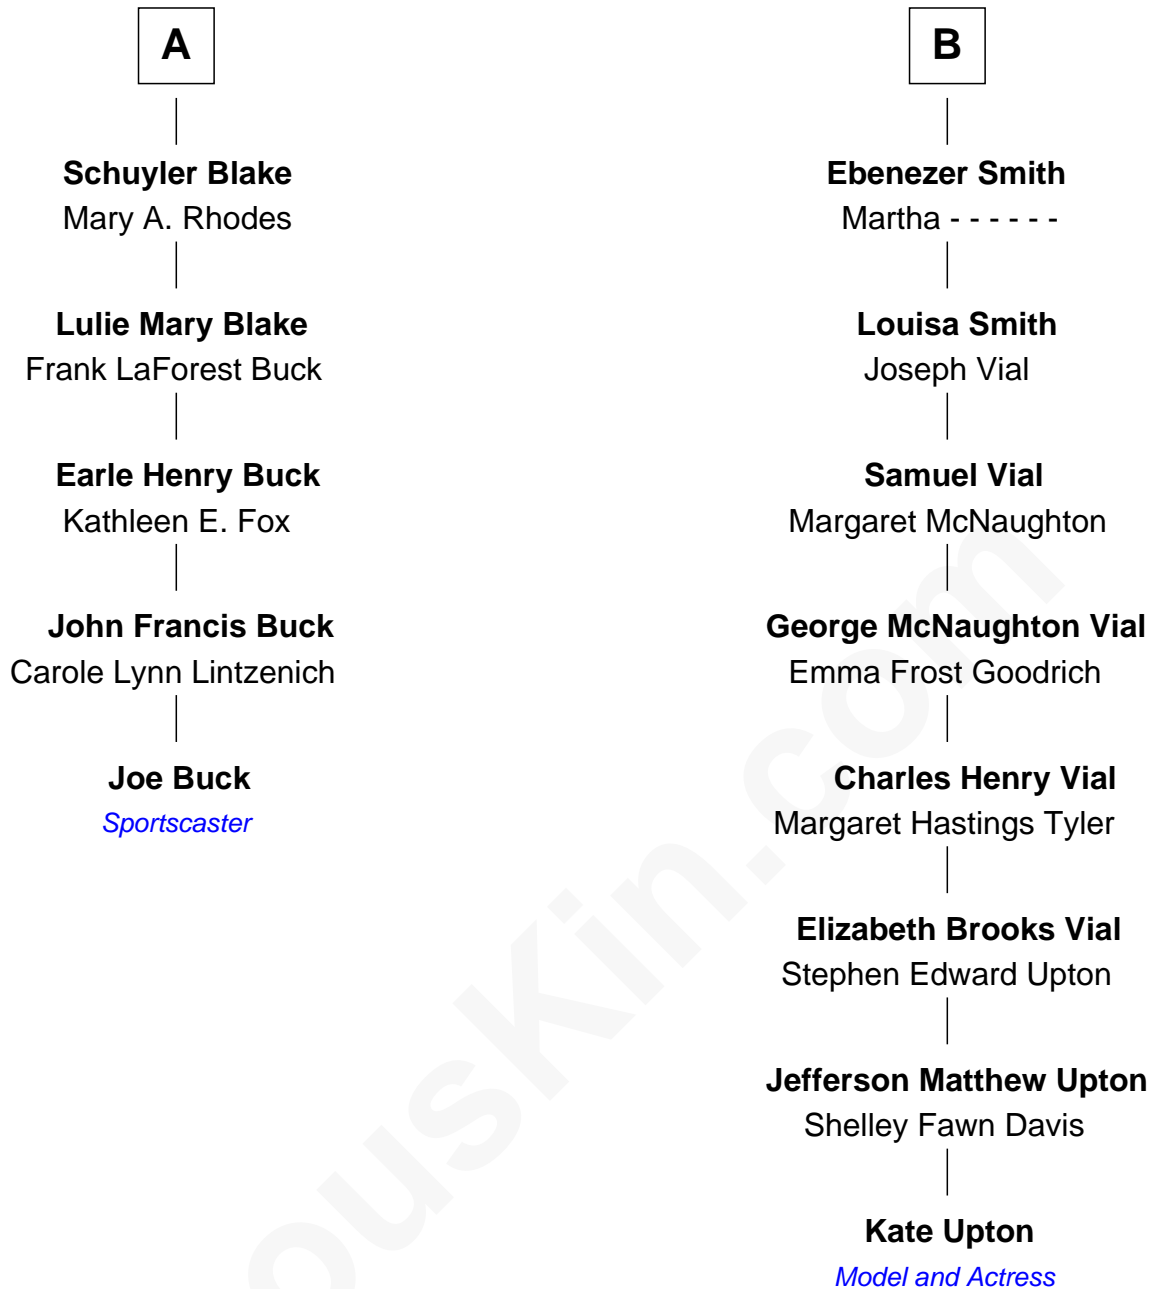 A
Schuyler Blake
Mary A. Rhodes
Lulie Mary Blake
Frank LaForest Buck
Earle Henry Buck
Kathleen E. Fox
John Francis Buck
Carole Lynn Lintzenich
Joe Buck
Sportscaster
B
Ebenezer Smith
Martha - - - - - -
Louisa Smith
Joseph Vial
Samuel Vial
Margaret McNaughton
George McNaughton Vial
Emma Frost Goodrich
Charles Henry Vial
Margaret Hastings Tyler
Elizabeth Brooks Vial
Stephen Edward Upton
Jefferson Matthew Upton
Shelley Fawn Davis
Kate Upton
Model and Actress
ousKin.com